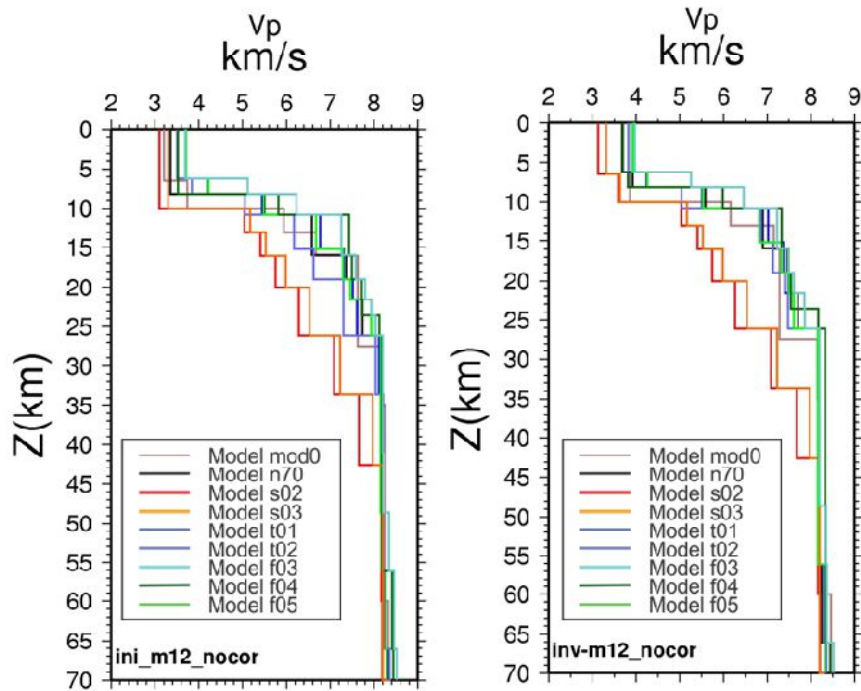 Vp
km/s
2 3 4 5 6 7 8 9
0
5
10
15
20
25
30
35
40
45
50
55
60
65
70
Z(km)
Model mod0
Model n70
Model s02
Model s03
Model t01
Model t02
Model f03
Model f04
Model f05
ini_m12_nocor
Vp
km/s
2 3 4 5 6 7 8 9
0
5
10
15
20
25
30
35
40
45
50
55
60
65
70
Z(km)
Model mod0
Model n70
Model s02
Model s03
Model t01
Model t02
Model f03
Model f04
Model f05
inv-m12_nocor